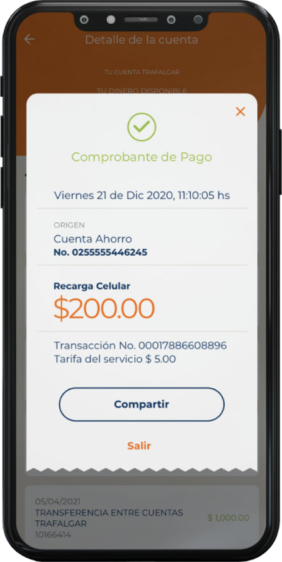 Detalle de la cuenta
TU CUENTA TRAFALGAR
TU DINERO DISPONIBLE
Comprobante de Pago
Viernes 21 de Dic 2020, 11:10:05 hs
ORIGEN
Cuenta Ahorro
No. 0255555446245
Recarga Celular
$200.00
Transacción No. 00017886608896
Tarifa del servicio $ 5.00
Compartir
Salir
05/04/2021
TRANSFERENCIA ENTRE CUENTAS
TRAFALGAR
$ 1,000.00
10166414